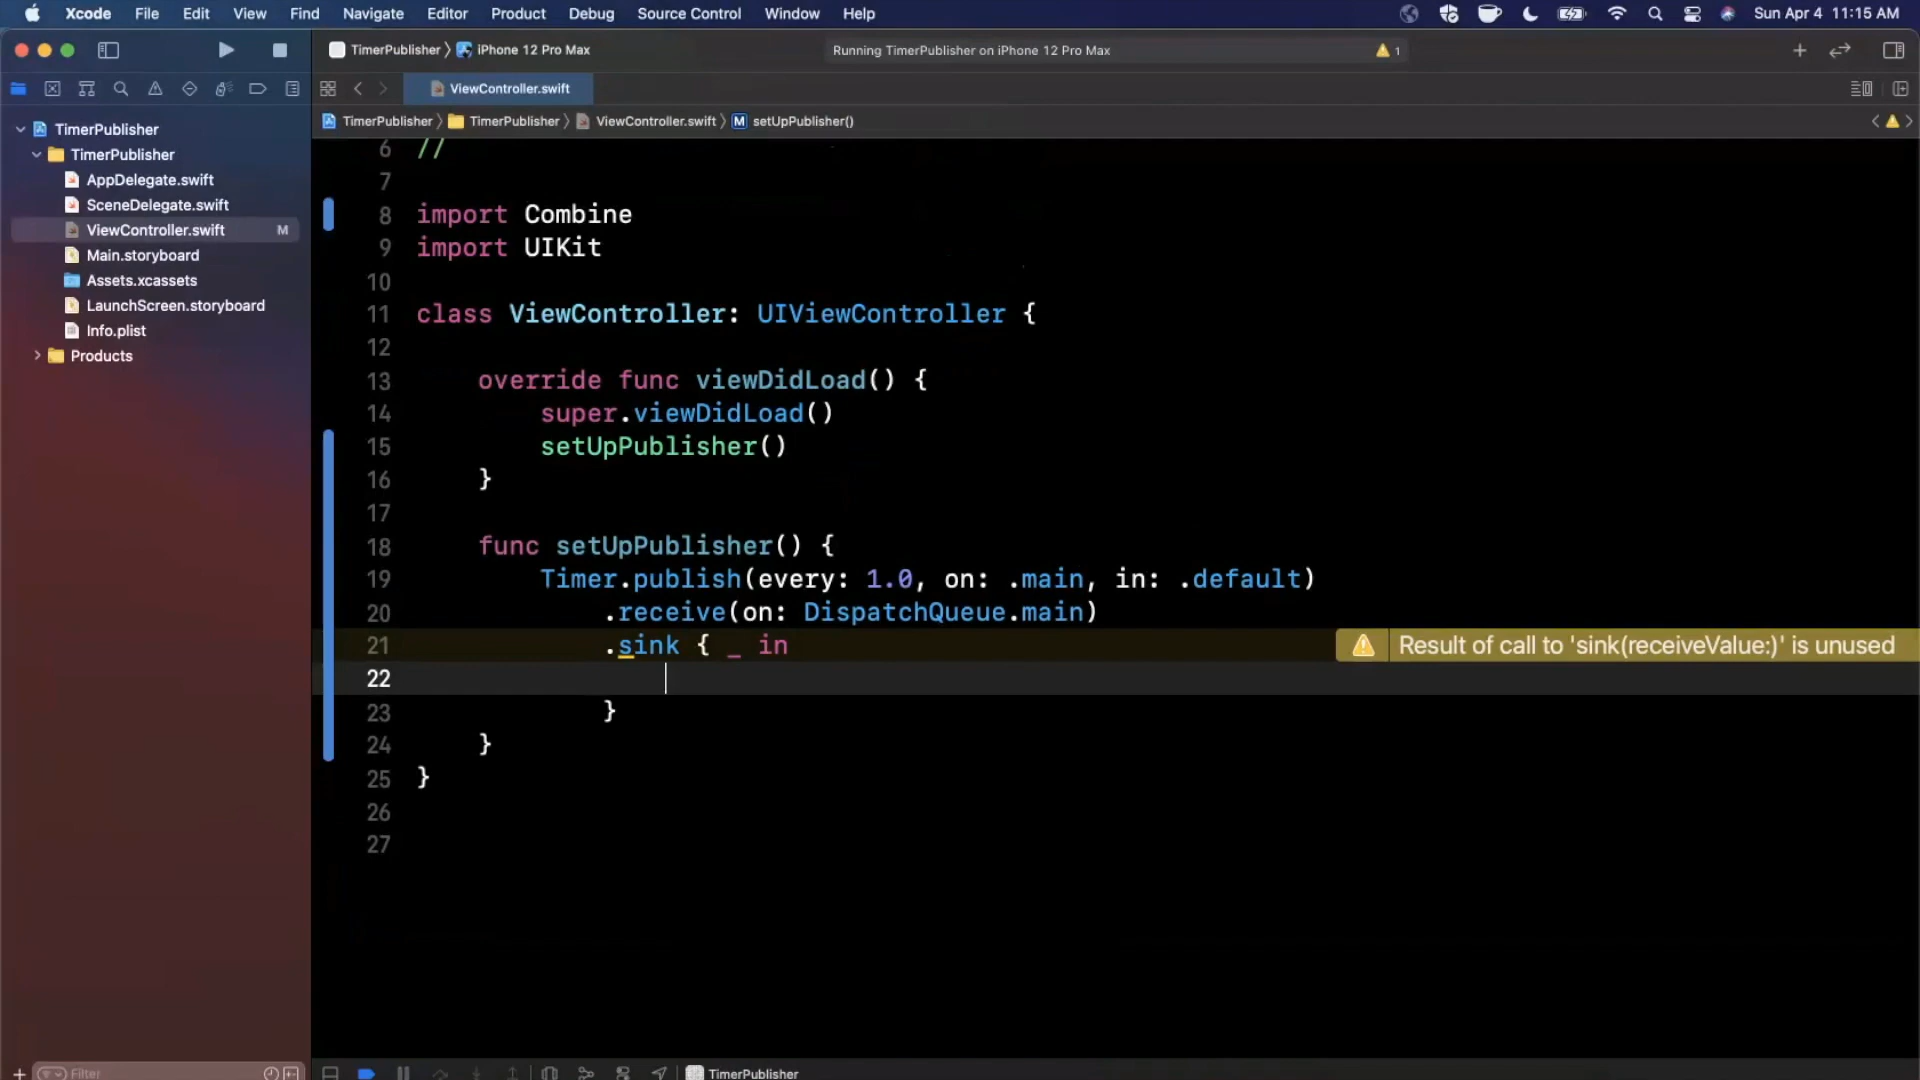 Xcode File Edit View Find Navigate Editor Product Debug Source Control Window Help Sun Apr 4 11:15 AM
TimerPublisher iPhone 12 Pro Max Running TimerPublisher on iPhone 12 Pro Max 1
ViewController.swift
TimerPublisher TimerPublisher ViewController.swift M setUpPublisher()
TimerPublisher
TimerPublisher
AppDelegate.swift
SceneDelegate.swift
ViewController.swift M
Main.storyboard
Assets.xcassets
LaunchScreen.storyboard
Info.plist
Products
6 //
7
8 import Combine
9 import UIKit
10
11 class ViewController: UIViewController {
12
13 override func viewDidLoad() {
14 super.viewDidLoad()
15 setUpPublisher()
16 }
17
18 func setUpPublisher() {
19 Timer.publish(every: 1.0, on: .main, in: .default)
20 .receive(on: DispatchQueue.main)
21 .sink { _ in Result of call to 'sink(receiveValue:)' is unused
22
23 }
24 }
25 }
26
27
Filter TimerPublisher